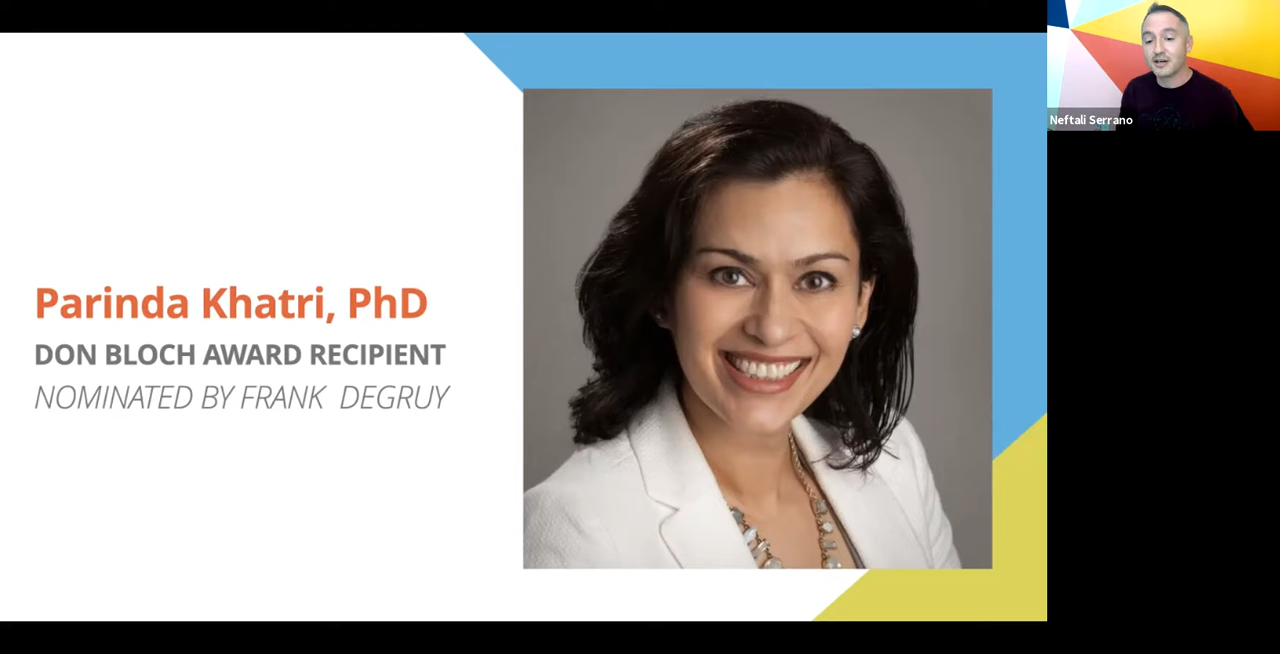 Parinda Khatri, PhD
DON BLOCH AWARD RECIPIENT
NOMINATED BY FRANK DEGRUY
Neftali Serrano